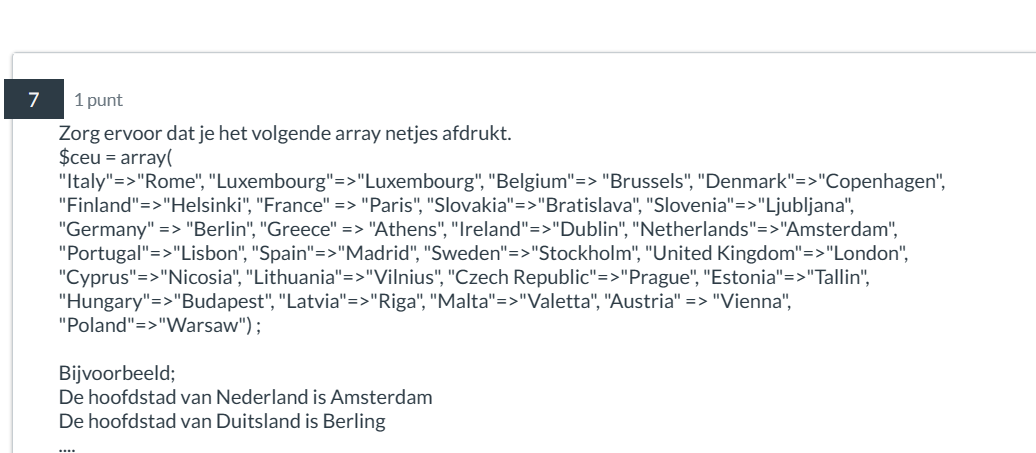 7 1 punt
Zorg ervoor dat je het volgende array netjes afdrukt.
$ceu = array(
"Italy"=>"Rome", "Luxembourg"=>"Luxembourg", "Belgium"=> "Brussels", "Denmark"=>"Copenhagen",
"Finland"=>"Helsinki", "France" => "Paris", "Slovakia"=>"Bratislava", "Slovenia"=>"Ljubljana",
"Germany" => "Berlin", "Greece" => "Athens", "Ireland"=>"Dublin", "Netherlands"=>"Amsterdam",
"Portugal"=>"Lisbon", "Spain"=>"Madrid", "Sweden"=>"Stockholm", "United Kingdom"=>"London",
"Cyprus"=>"Nicosia", "Lithuania"=>"Vilnius", "Czech Republic"=>"Prague", "Estonia"=>"Tallin",
"Hungary"=>"Budapest", "Latvia"=>"Riga", "Malta"=>"Valetta", "Austria" => "Vienna",
"Poland"=>"Warsaw") ;
Bijvoorbeeld;
De hoofdstad van Nederland is Amsterdam
De hoofdstad van Duitsland is Berling
....